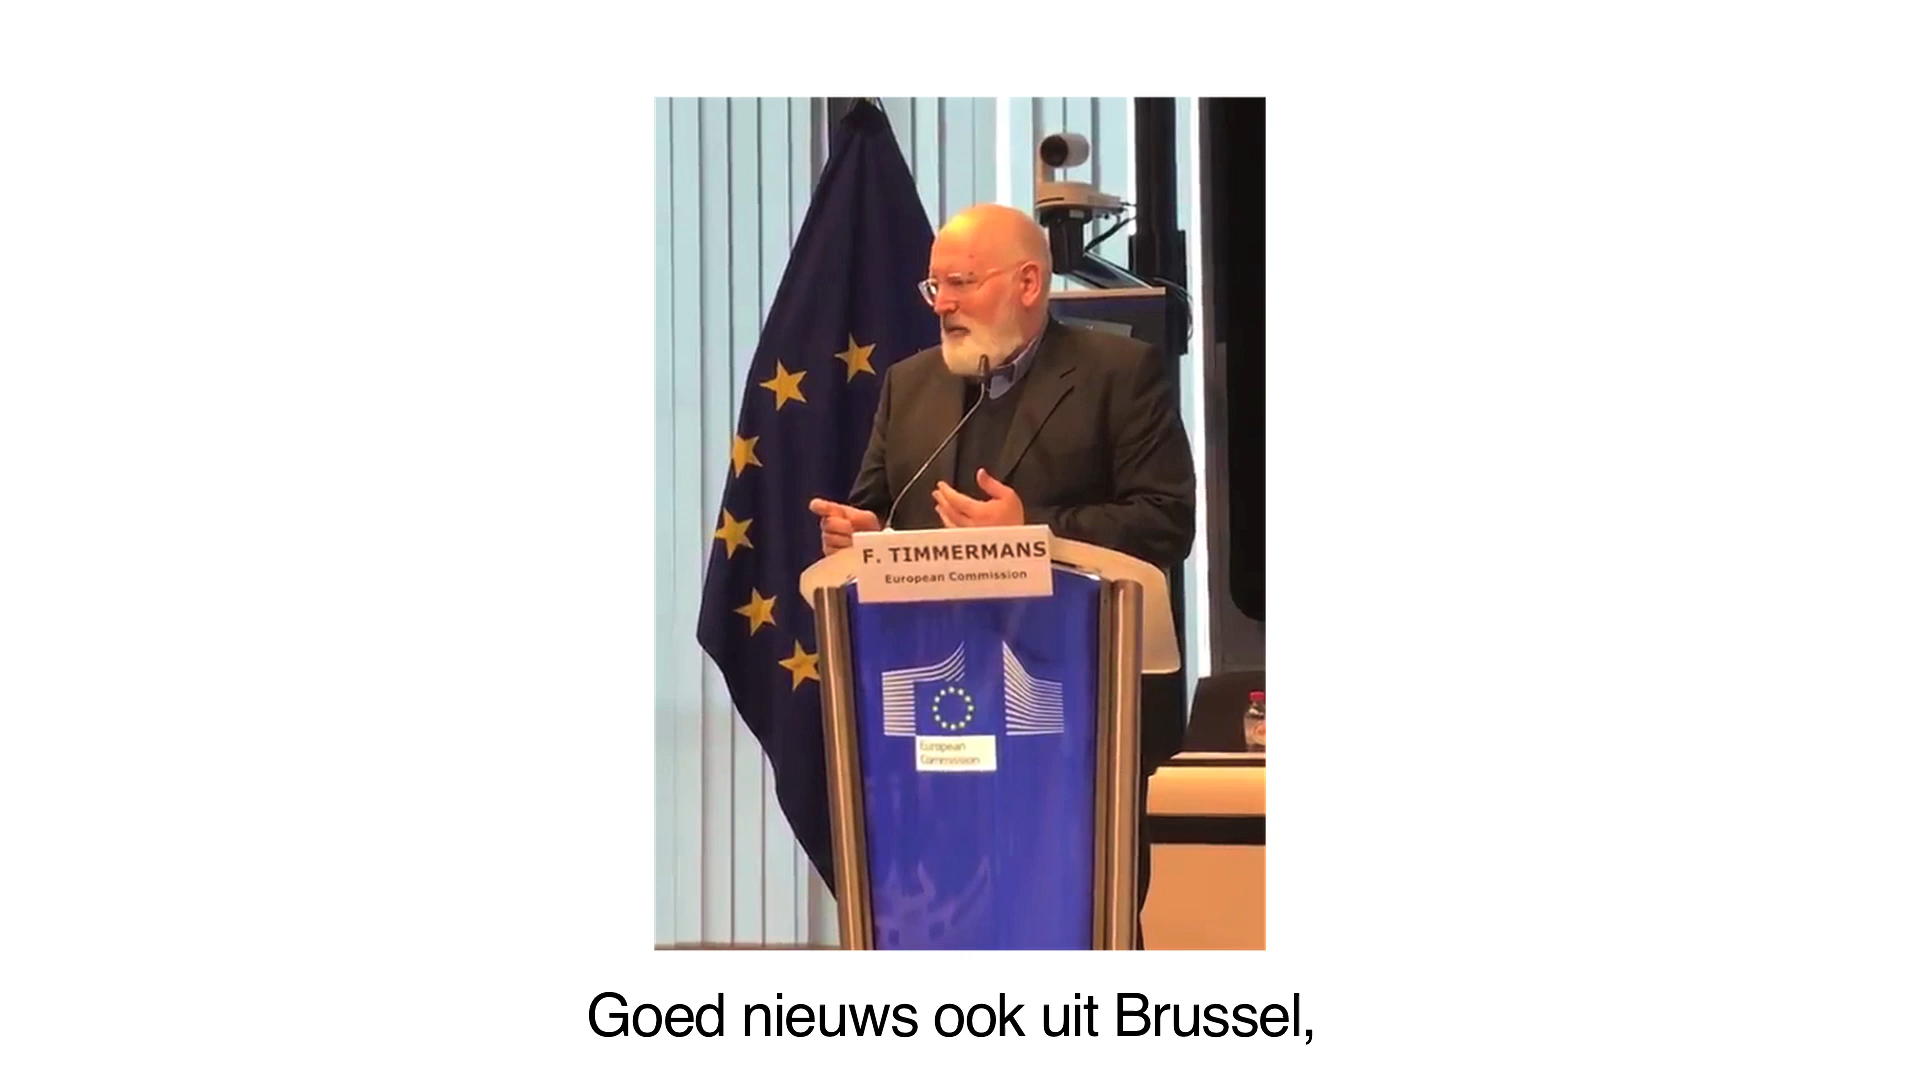 F. TIMMERMANS
European Commission
European
Commission
Goed nieuws ook uit Brussel,